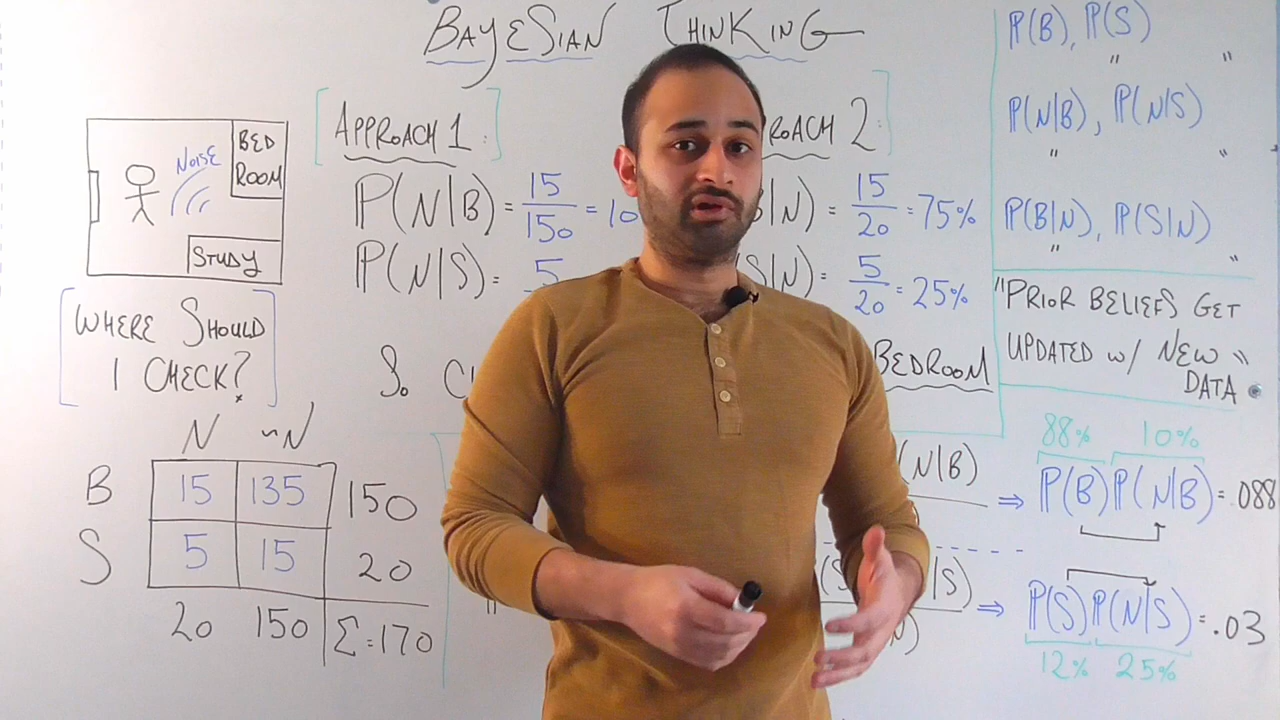 BAYESIAN THINKING
BED
ROOM
NOISE
STUDY
WHERE SHOULD
I CHECK?
N ~N
B 15 135 150
S 5 15 20
20 150 Σ=170
APPROACH 1:
P(N|B) = 15/150 = 10
P(N|S) = 5
So
ROACH 2:
|N) = 15/20 = 75%
S|N) = 5/20 = 25%
BEDROOM
(N|B)
|S)
⇒ P(B)P(N|B) = .088
88% 10%
⇒ P(S)P(N|S) = .03
12% 25%
P(B), P(S)
" "
P(N|B), P(N|S)
" "
P(B|N), P(S|N)
" "
"PRIOR BELIEFS GET
UPDATED w/ NEW "
DATA.